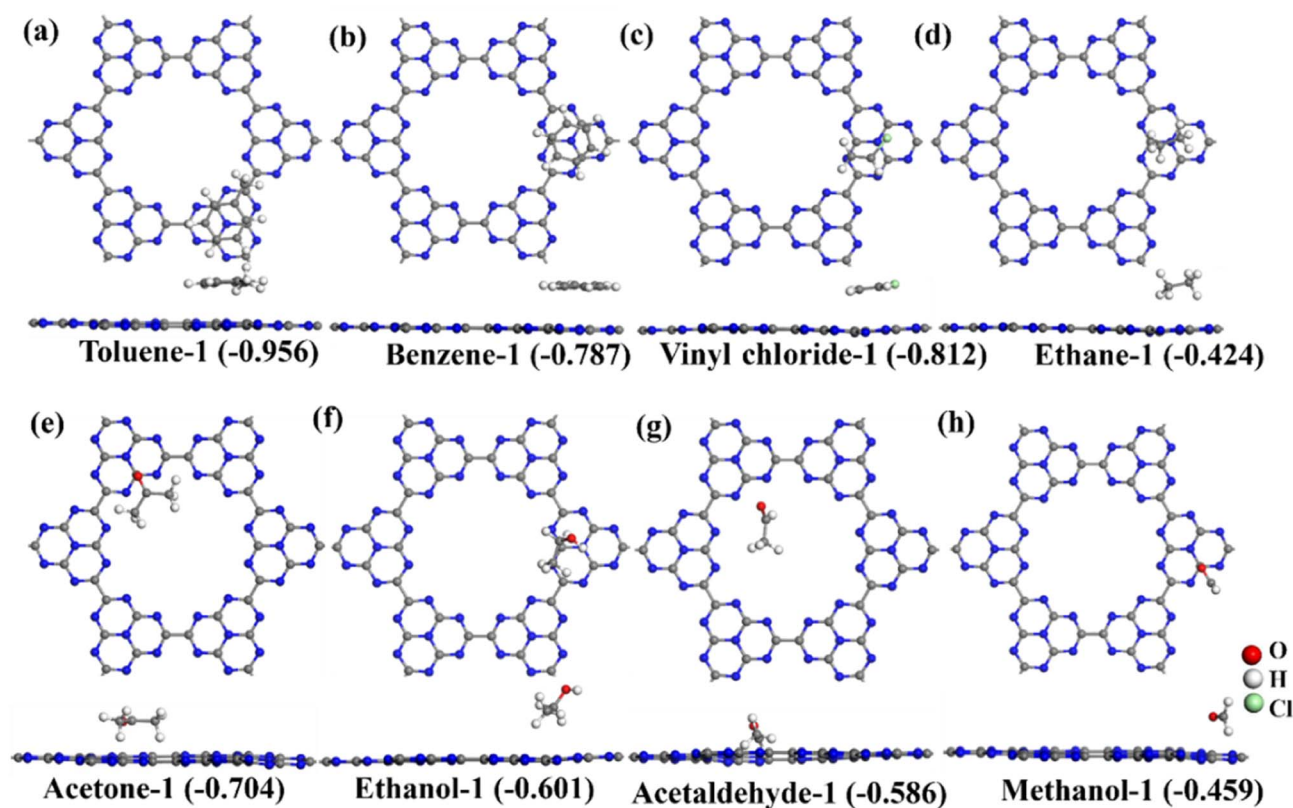 (a) (b) (c) (d)
Toluene-1 (-0.956) Benzene-1 (-0.787) Vinyl chloride-1 (-0.812) Ethane-1 (-0.424)
(e) (f) (g) (h)
O
H
Cl
Acetone-1 (-0.704) Ethanol-1 (-0.601) Acetaldehyde-1 (-0.586) Methanol-1 (-0.459)